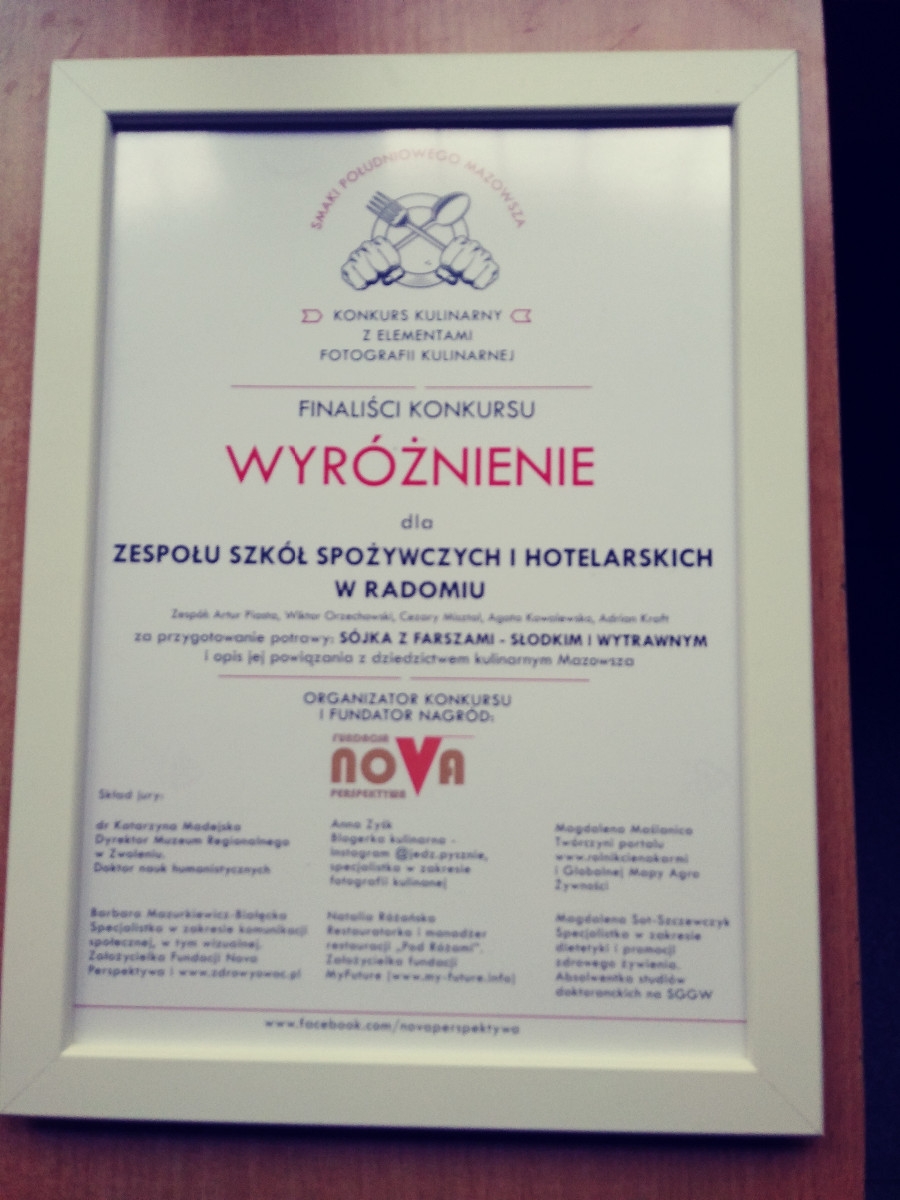 SMAKI POŁUDNIOWEGO MAZOWSZA
KONKURS KULINARNY
Z ELEMENTAMI
FOTOGRAFII KULINARNEJ
FINALIŚCI KONKURSU
WYRÓŻNIENIE
dla
ZESPOŁU SZKÓŁ SPOŻYWCZYCH I HOTELARSKICH
W RADOMIU
Zespół: Artur Piasta, Wiktor Orzechowski, Cezary Misztal, Agata Kowalewska, Adrian Kraft
za przygotowanie potrawy: SÓJKA Z FARSZAMI - SŁODKIM I WYTRAWNYM
i opis jej powiązania z dziedzictwem kulinarnym Mazowsza
ORGANIZATOR KONKURSU
I FUNDATOR NAGRÓD:
FUNDACJA
NOVA
PERSPEKTYWA
Skład jury:
dr Katarzyna Madejska
Dyrektor Muzeum Regionalnego
w Zwoleniu.
Doktor nauk humanistycznych
Anna Zyśk
Blogerka kulinarna -
Instagram @jedz.pysznie,
specjalistka w zakresie
fotografii kulinanej
Magdalena Maślanica
Twórczyni portalu
www.rolnikcienakarmi
i Globalnej Mapy Agro
Żywności
Barbara Mazurkiewicz-Białęcka
Specjalistka w zakresie komunikacji
społecznej, w tym wizualnej.
Założycielka Fundacji Nova
Perspektywa i www.zdrowyowoc.pl
Natalia Różańska
Restauratorka i manadżer
restauracji „Pod Różami”.
Założycielka fundacji
MyFuture (www.my-future.info)
Magdalena Sot-Szczewczyk
Specjalistka w zakresie
dietetyki i promocji
zdrowego żywienia.
Absolwentka studiów
doktoranckich na SGGW
www.facebook.com/novaperspektywa